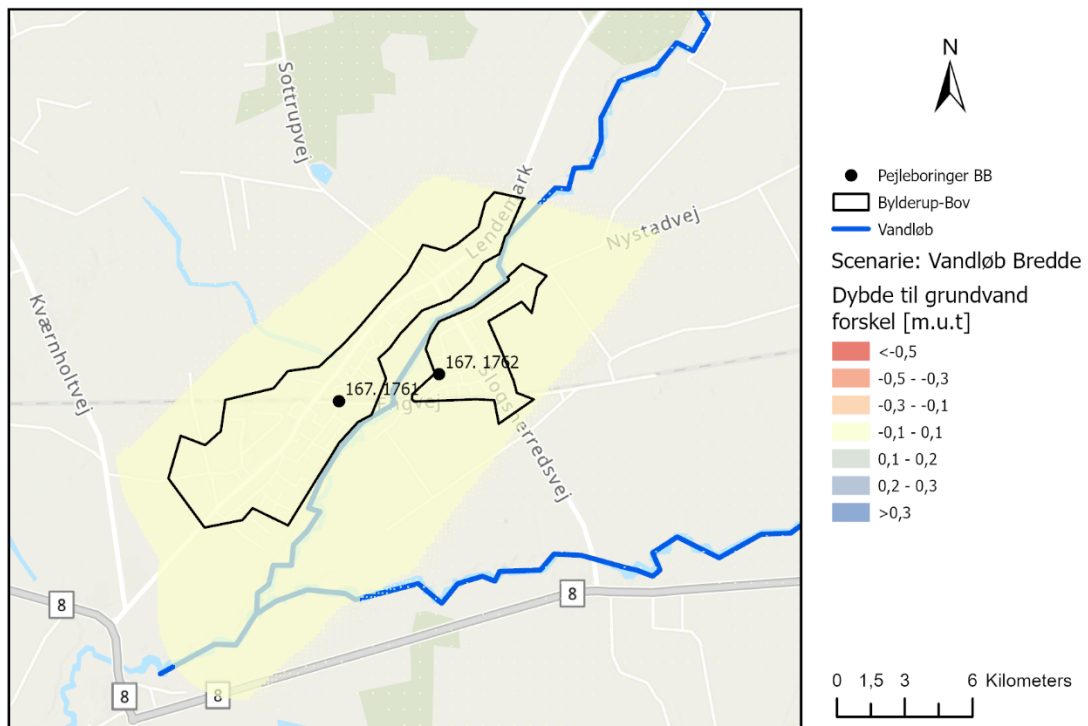 Sottrupvej
Lendemark
Nystadvej
Kværnholtvej
167. 1762
167. 1761
Engvej
Slogsherredsvej
8
8
8
8
N
Pejleboringer BB
Bylderup-Bov
Vandløb
Scenarie: Vandløb Bredde
Dybde til grundvand
forskel [m.u.t]
<-0,5
-0,5 - -0,3
-0,3 - -0,1
-0,1 - 0,1
0,1 - 0,2
0,2 - 0,3
>0,3
0 1,5 3 6 Kilometers